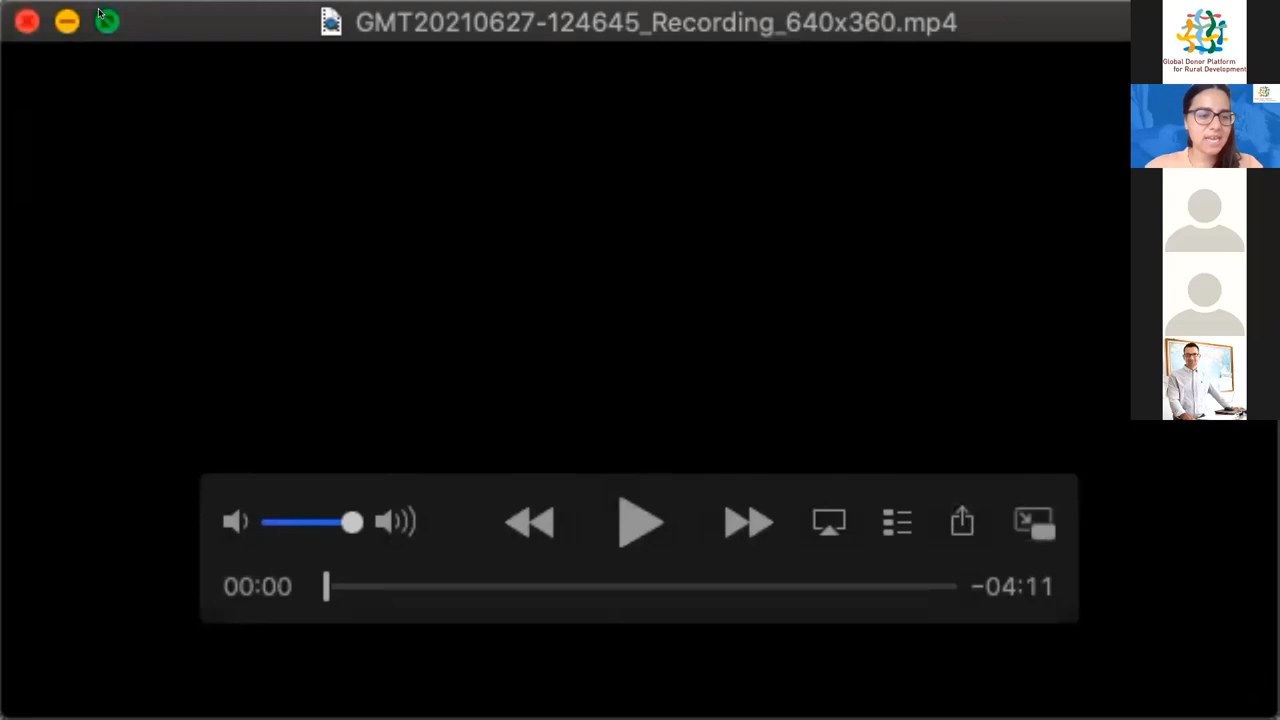 GMT20210627-124645_Recording_640x360.mp4
Global Donor Platform
for Rural Development
00:00
-04:11